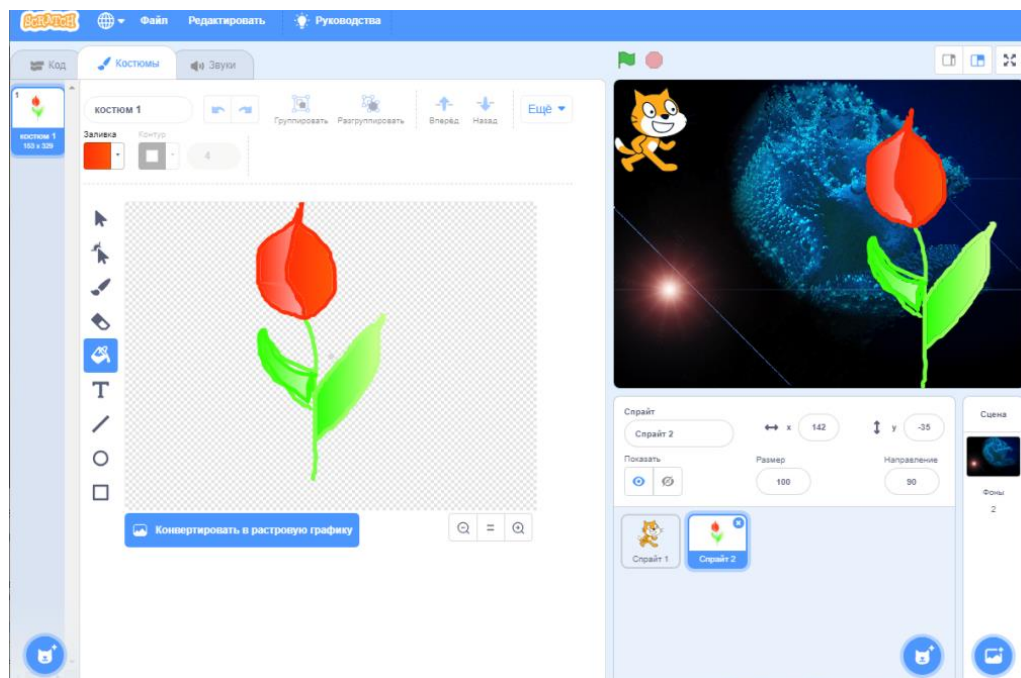 SCRATCH Файл Редактировать Руководства
Код Костюмы Звуки
1
костюм 1
153 x 329
костюм 1
Группировать Разгруппировать Вперёд Назад Ещё
Заливка Контур
4
T
Конвертировать в растровую графику
=
Спрайт
Спрайт 2
x 142 y -35
Показать Размер Направление
100 90
Спрайт 1 Спрайт 2
Сцена
Фоны
2